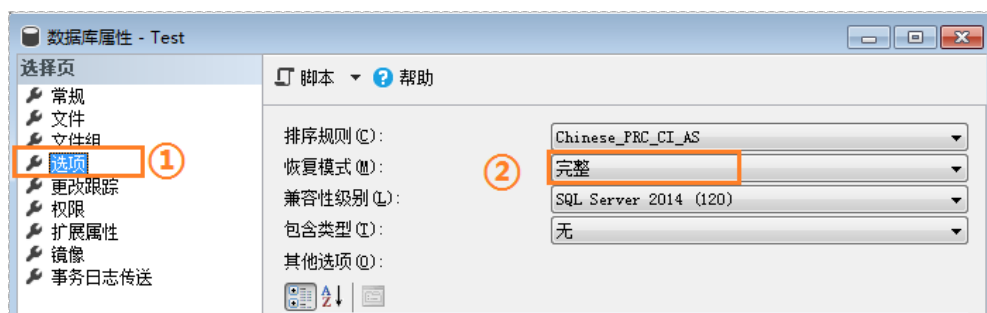 数据库属性 - Test
选择页
常规
文件
文件组
选项
①
更改跟踪
权限
扩展属性
镜像
事务日志传送
脚本 帮助
排序规则(C): Chinese_PRC_CI_AS
恢复模式(M): ② 完整
兼容性级别(L): SQL Server 2014 (120)
包含类型(T): 无
其他选项(O):